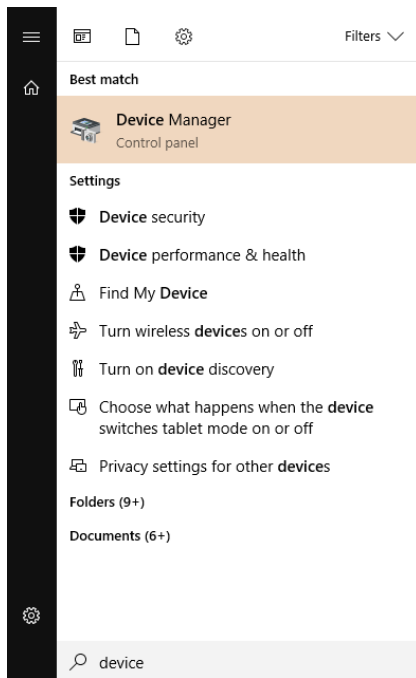 Filters
Best match
Device Manager
Control panel
Settings
Device security
Device performance & health
Find My Device
Turn wireless devices on or off
Turn on device discovery
Choose what happens when the device
switches tablet mode on or off
Privacy settings for other devices
Folders (9+)
Documents (6+)
device